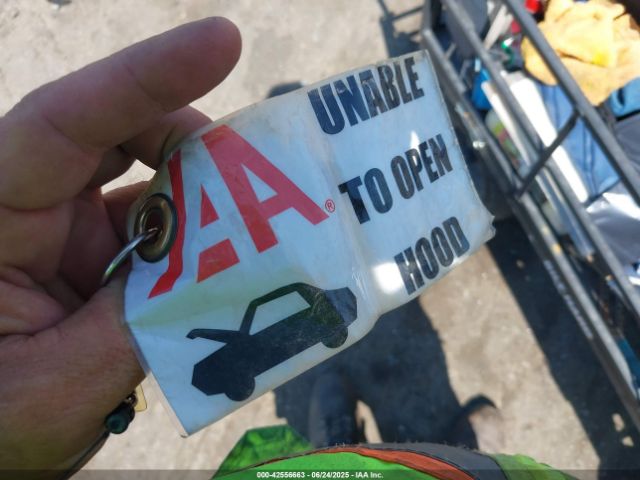 IAA®
UNABLE
TO OPEN
HOOD
000-42556663 - 06/24/2025 - IAA Inc.